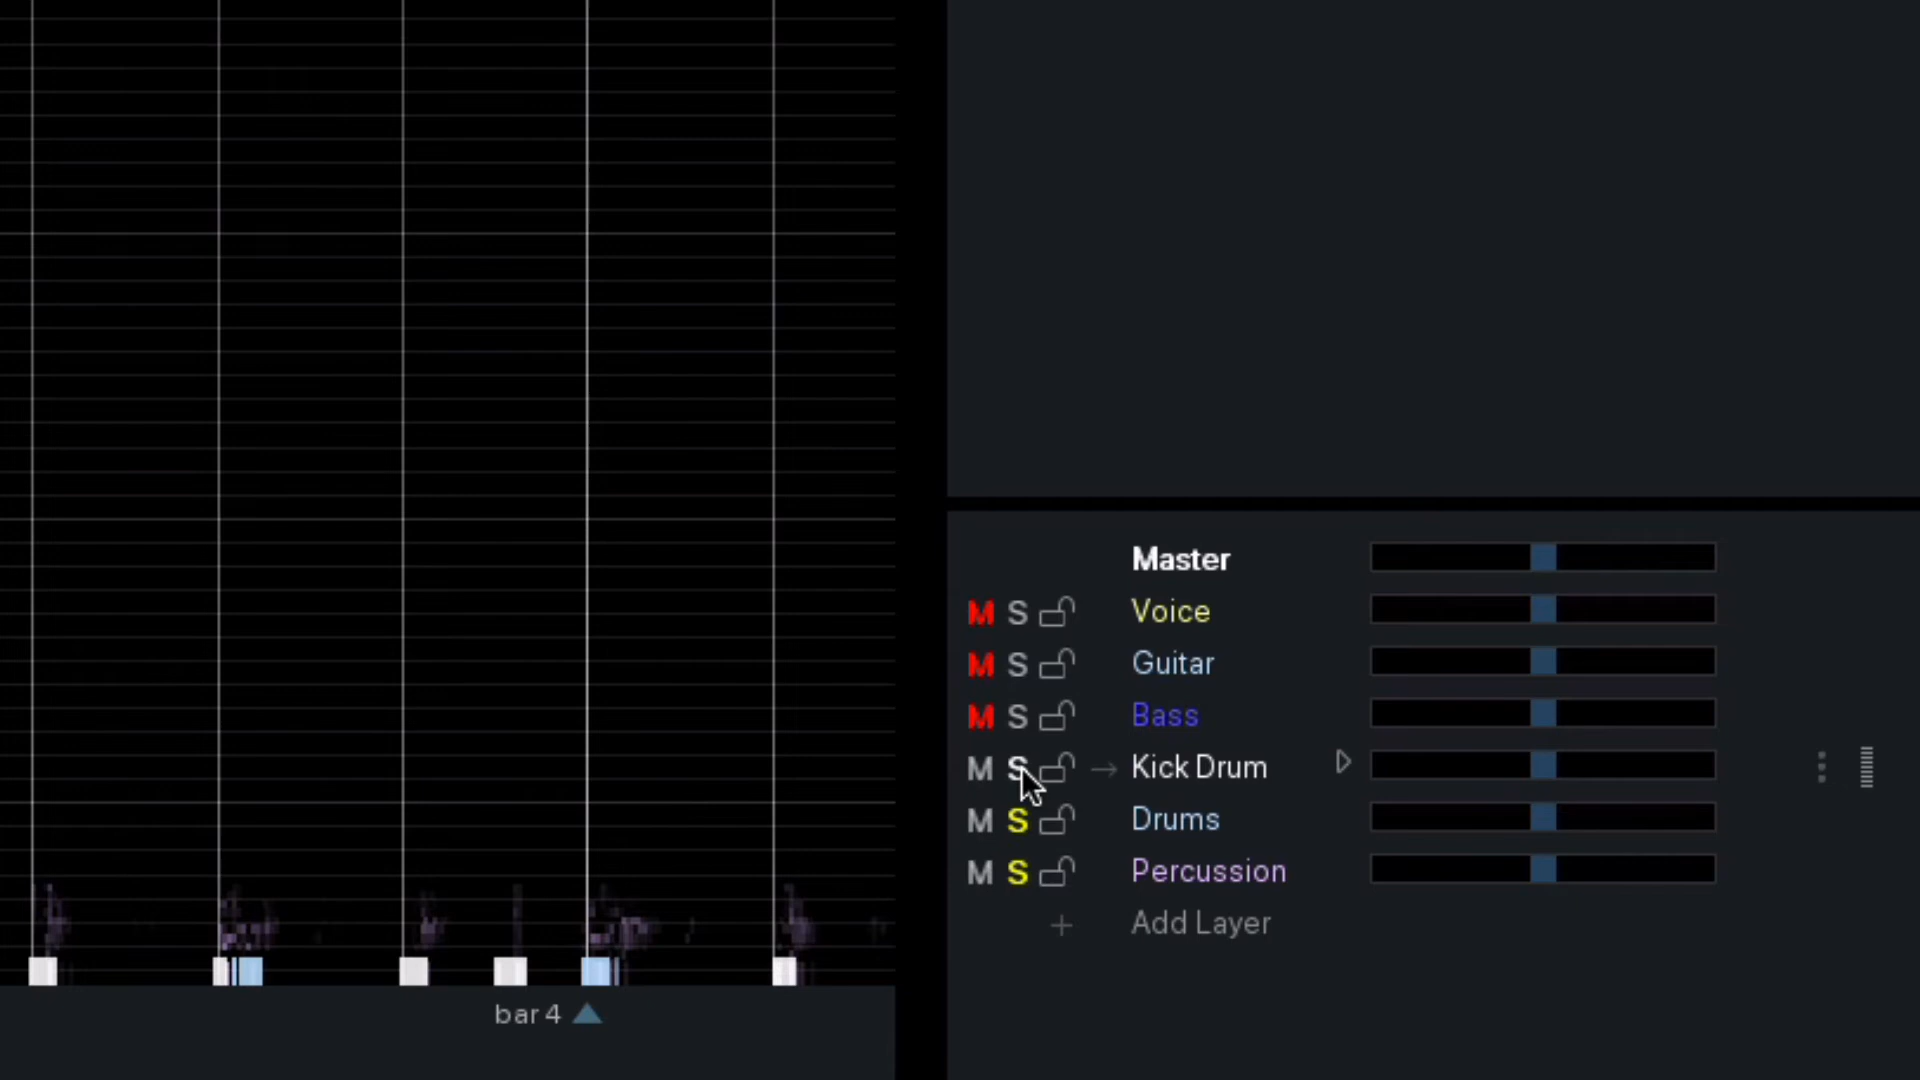 Master
M S Voice
M S Guitar
M S Bass
M S → Kick Drum
M S Drums
M S Percussion
+ Add Layer
bar 4